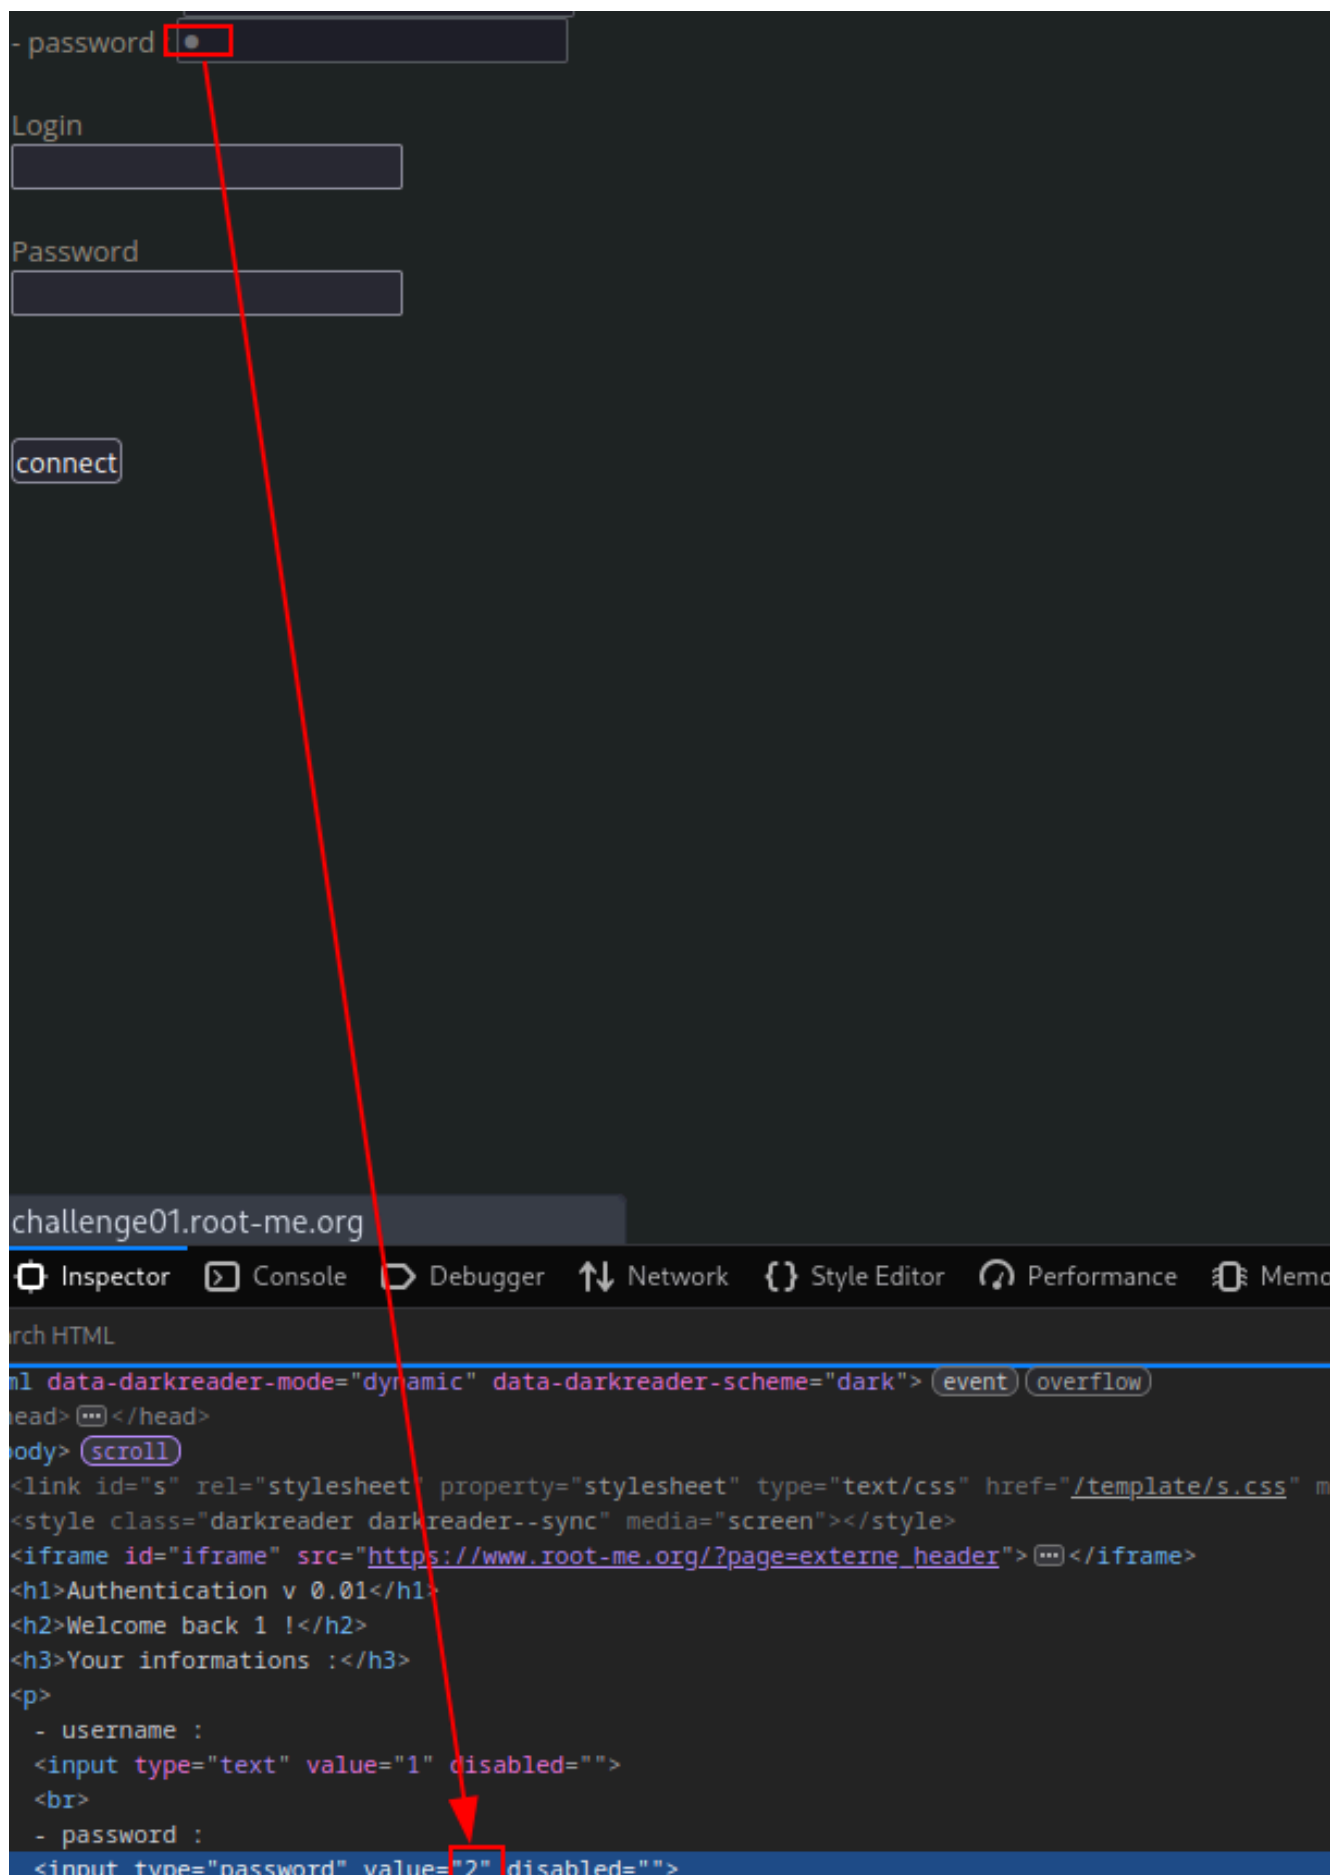 - password :
Login
Password
connect
challenge01.root-me.org
Inspector Console Debugger Network Style Editor Performance Memo
rch HTML
ml data-darkreader-mode="dynamic" data-darkreader-scheme="dark"> event overflow
ead> ••• </head>
ody> scroll
<link id="s" rel="stylesheet" property="stylesheet" type="text/css" href="/template/s.css" m
<style class="darkreader darkreader--sync" media="screen"></style>
<iframe id="iframe" src="https://www.root-me.org/?page=externe_header"> ••• </iframe>
<h1>Authentication v 0.01</h1>
<h2>Welcome back 1 !</h2>
<h3>Your informations :</h3>
<p>
- username :
<input type="text" value="1" disabled="">
<br>
- password :
<input type="password" value="2" disabled="">